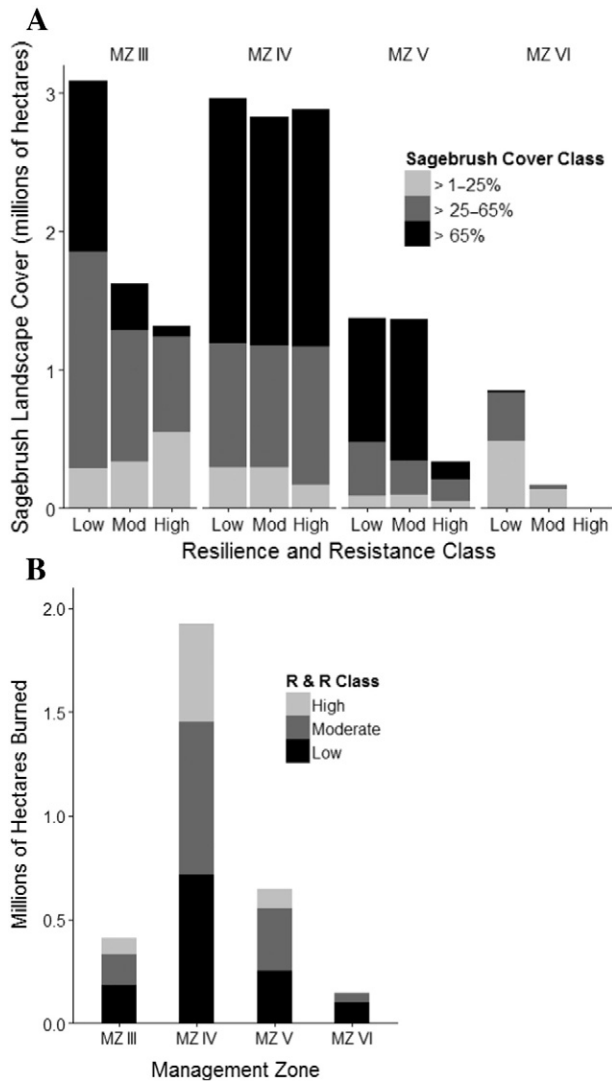 A
MZ III MZ IV MZ V MZ VI
Sagebrush Landscape Cover (millions of hectares)
3
2
1
0
Sagebrush Cover Class
> 1–25%
> 25–65%
> 65%
Low Mod High Low Mod High Low Mod High Low Mod High
Resilience and Resistance Class
B
Millions of Hectares Burned
2.0
1.5
1.0
0.5
0.0
R & R Class
High
Moderate
Low
MZ III MZ IV MZ V MZ VI
Management Zone